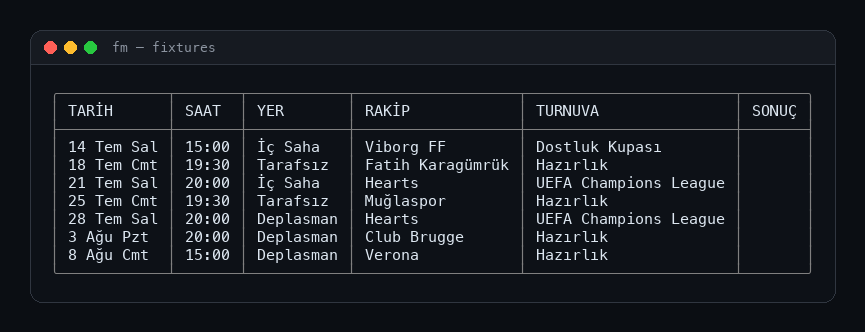 fm — fixtures
TARİH SAAT YER RAKİP TURNUVA SONUÇ
14 Tem Sal 15:00 İç Saha Viborg FF Dostluk Kupası
18 Tem Cmt 19:30 Tarafsız Fatih Karagümrük Hazırlık
21 Tem Sal 20:00 İç Saha Hearts UEFA Champions League
25 Tem Cmt 19:30 Tarafsız Muğlaspor Hazırlık
28 Tem Sal 20:00 Deplasman Hearts UEFA Champions League
3 Ağu Pzt 20:00 Deplasman Club Brugge Hazırlık
8 Ağu Cmt 15:00 Deplasman Verona Hazırlık